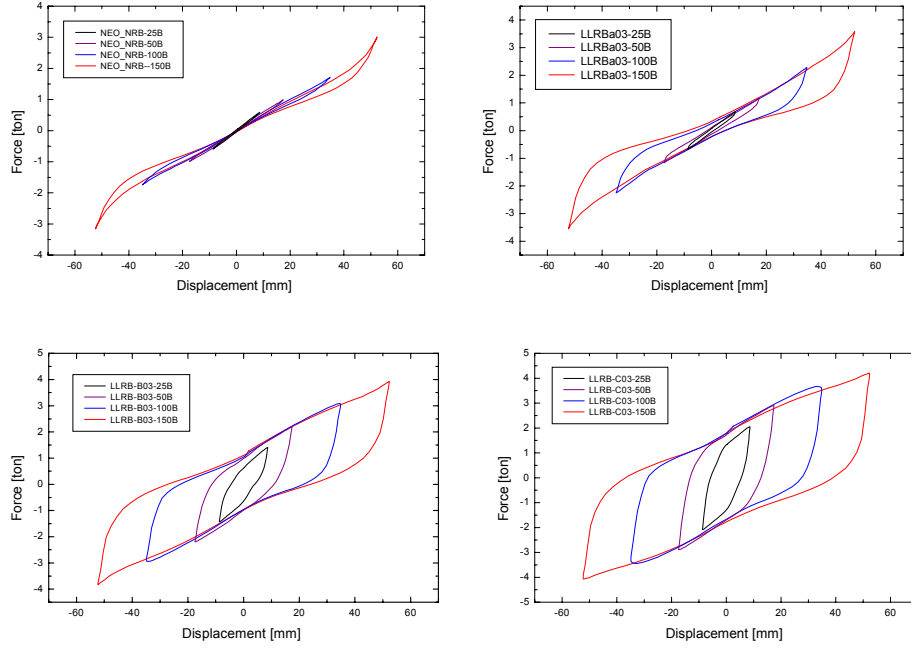 NEO_NRB-25B
NEO_NRB-50B
NEO_NRB-100B
NEO_NRB--150B
4
3
2
1
0
-1
-2
-3
-4
Force [ton]
-60 -40 -20 0 20 40 60
Displacement [mm]
LLRBa03-25B
LLRBa03-50B
LLRBa03-100B
LLRBa03-150B
4
3
2
1
0
-1
-2
-3
-4
Force [ton]
-60 -40 -20 0 20 40 60
Displacement [mm]
LLRB-B03-25B
LLRB-B03-50B
LLRB-B03-100B
LLRB-B03-150B
5
4
3
2
1
0
-1
-2
-3
-4
Force [ton]
-60 -40 -20 0 20 40 60
Displacement [mm]
LLRB-C03-25B
LLRB-C03-50B
LLRB-C03-100B
LLRB-C03-150B
5
4
3
2
1
0
-1
-2
-3
-4
-5
Force [ton]
-60 -40 -20 0 20 40 60
Displacement [mm]